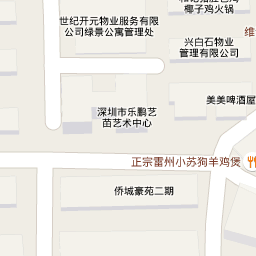 椰子鸡火锅
世纪开元物业服务有限
公司绿景公寓管理处
兴白石物业
管理有限公司
维
美美啤酒屋
深圳市乐鹏艺
苗艺术中心
正宗雷州小苏狗羊鸡煲
侨城豪苑二期